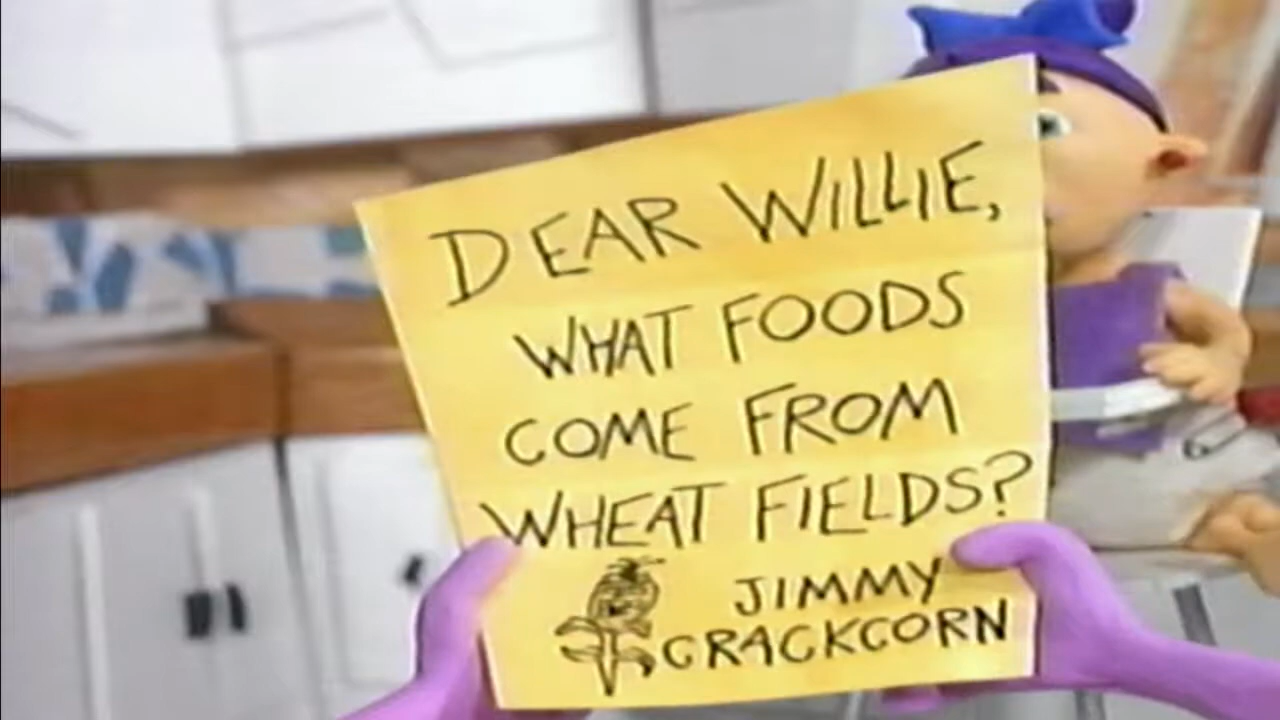 DEAR WILLIE,
WHAT FOODS
COME FROM
WHEAT FIELDS?
JIMMY
CRACKCORN